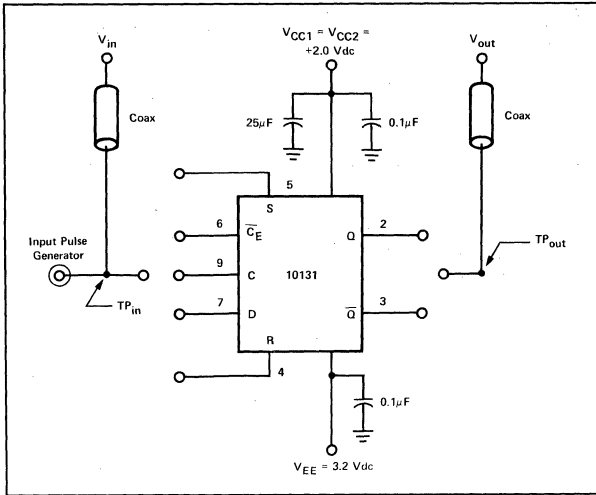 V_CC1 = V_CC2 =
+2.0 Vdc
V_in
V_out
Coax
25μF
0.1μF
Coax
5
S
6
C̅_E
Q
2
Input Pulse
Generator
9
C
10131
TP_in
TP_out
7
D
Q̅
3
R
4
0.1μF
V_EE = 3.2 Vdc